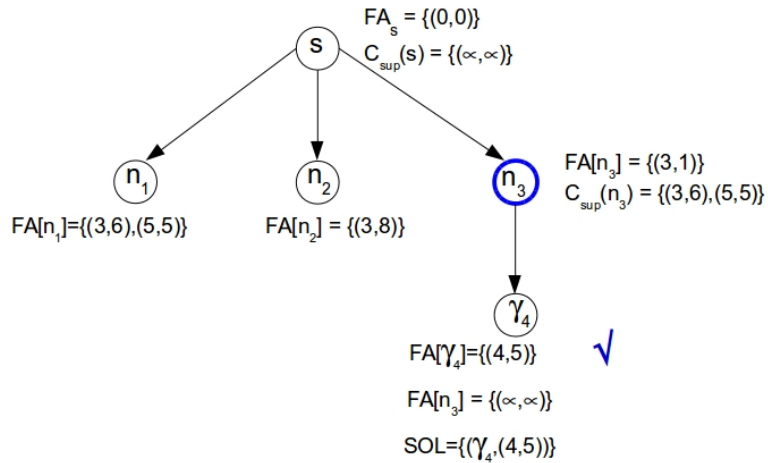 s
FAₛ = {(0,0)}
C_sup(s) = {(∝,∝)}
n₁
n₂
n₃
FA[n₃] = {(3,1)}
C_sup(n₃) = {(3,6),(5,5)}
FA[n₁]={(3,6),(5,5)}
FA[n₂] = {(3,8)}
γ₄
FA[γ₄]={(4,5)} √
FA[n₃] = {(∝,∝)}
SOL={(γ₄,(4,5))}